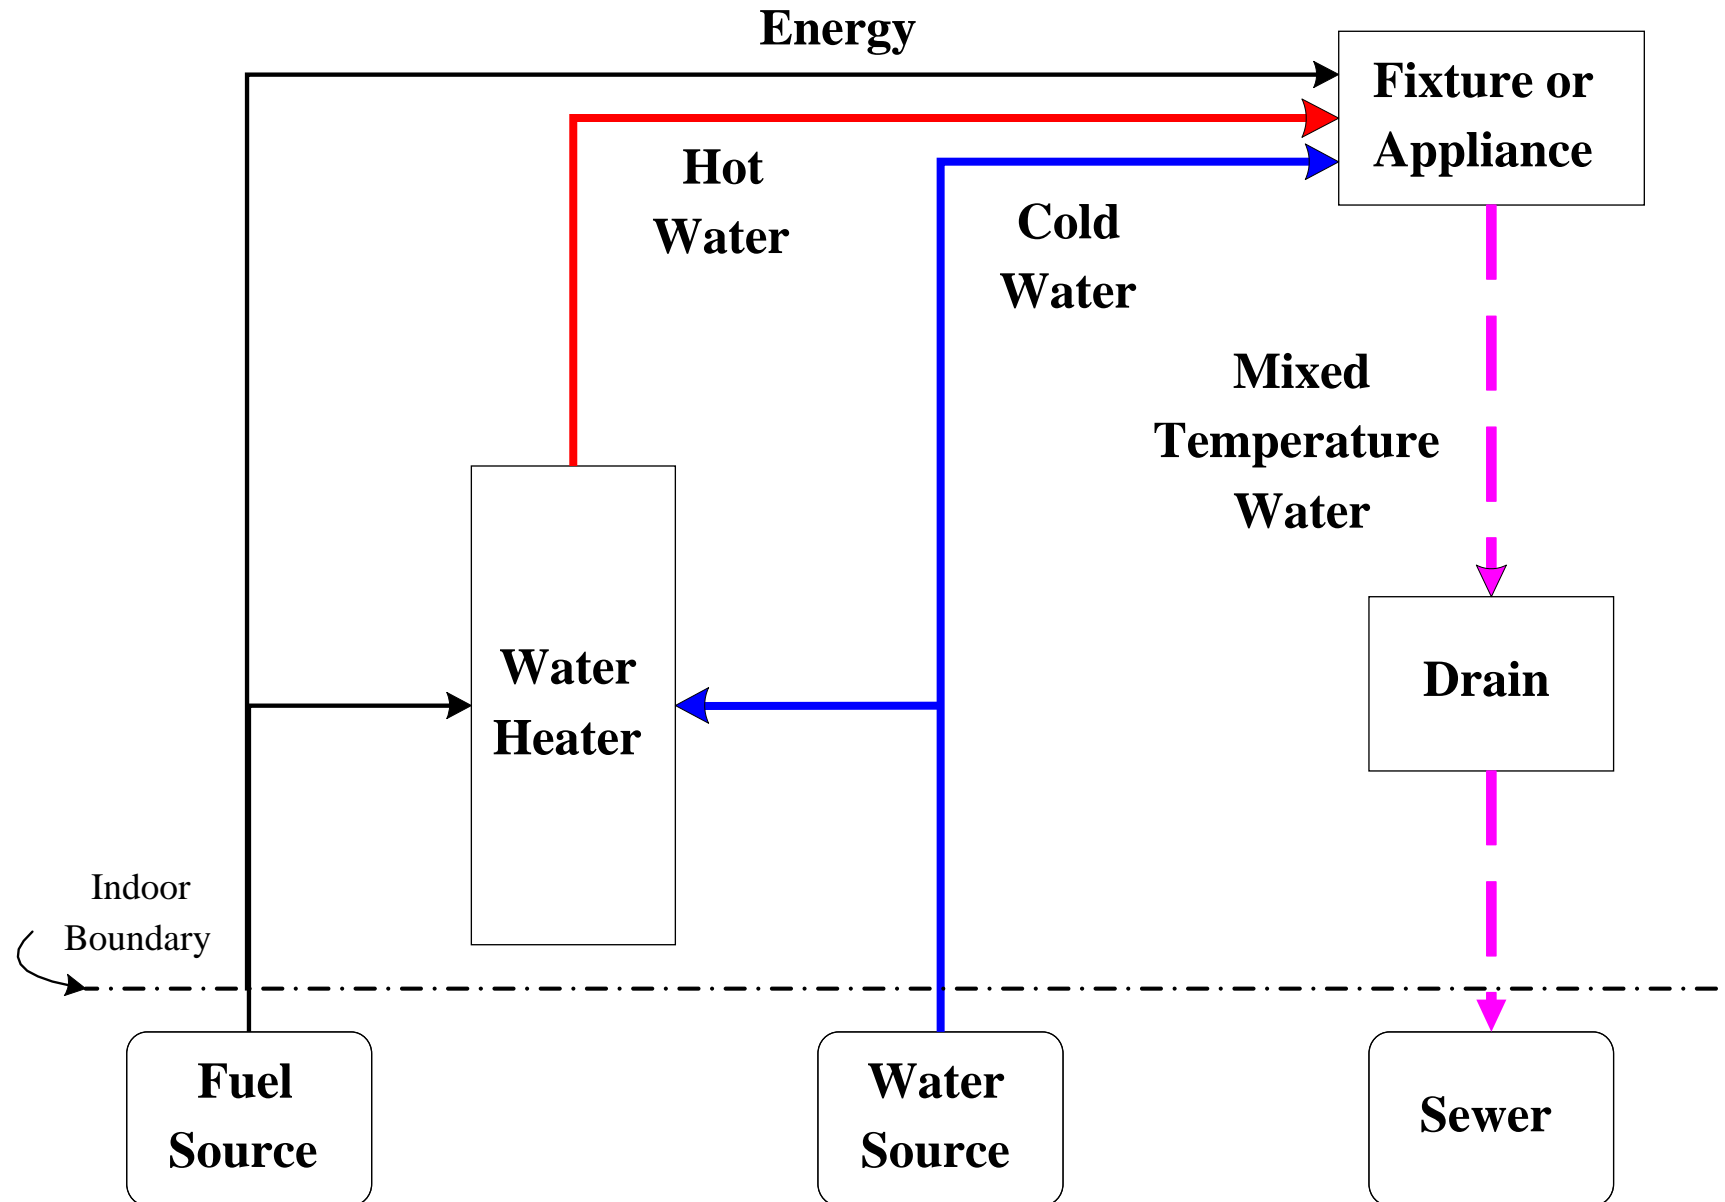 Energy
Fixture or
Appliance
Hot
Water
Cold
Water
Mixed
Temperature
Water
Water
Heater
Drain
Indoor
Boundary
Fuel
Source
Water
Source
Sewer